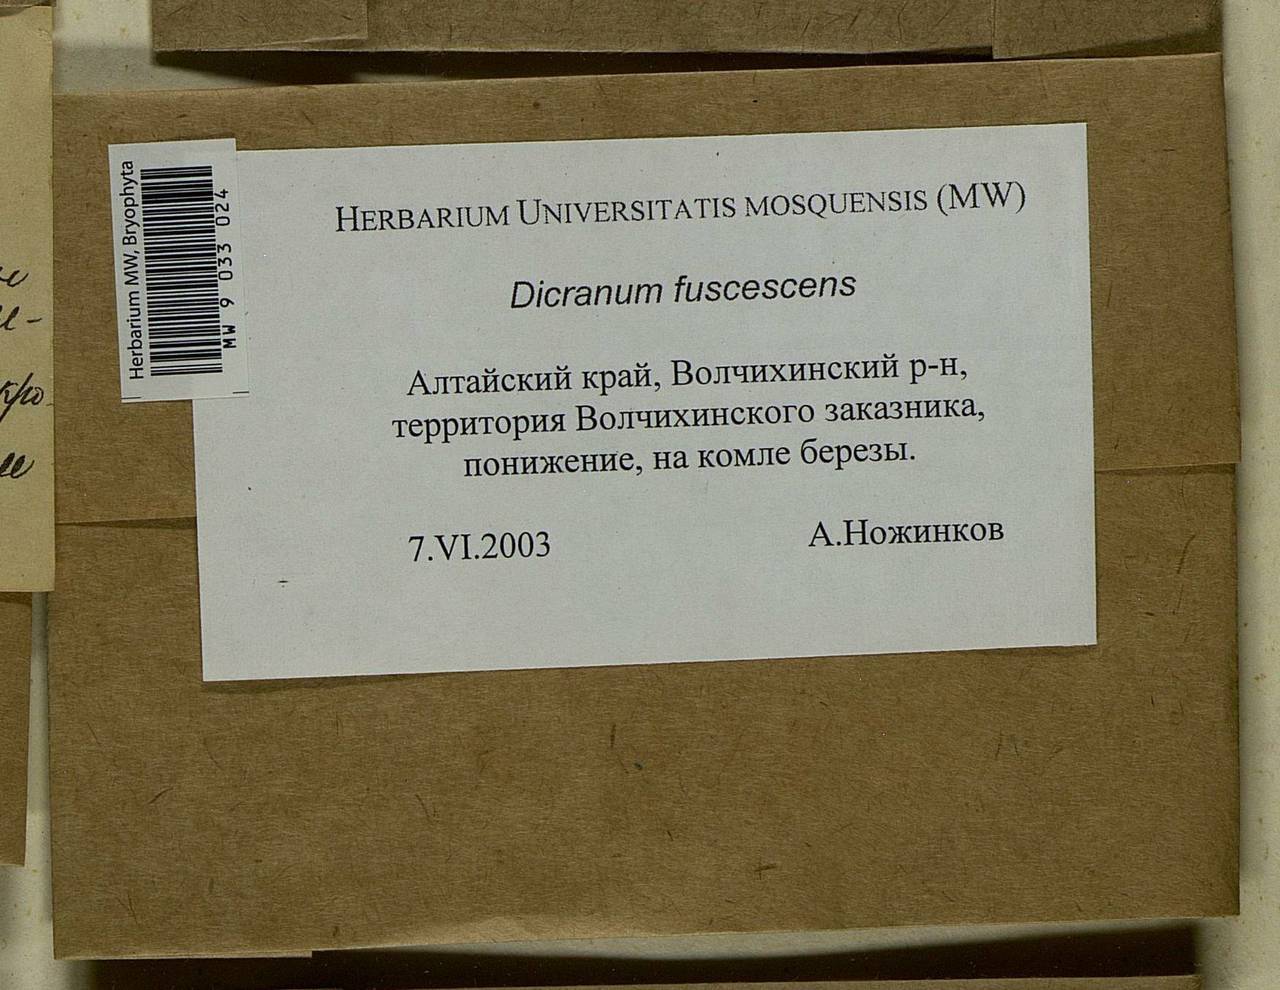 Herbarium MW, Bryophyta
MW 9 033 024
HERBARIUM UNIVERSITATIS MOSQUENSIS (MW)
Dicranum fuscescens
Алтайский край, Волчихинский р-н,
территория Волчихинского заказника,
понижение, на комле березы.
7.VI.2003 А.Ножинков